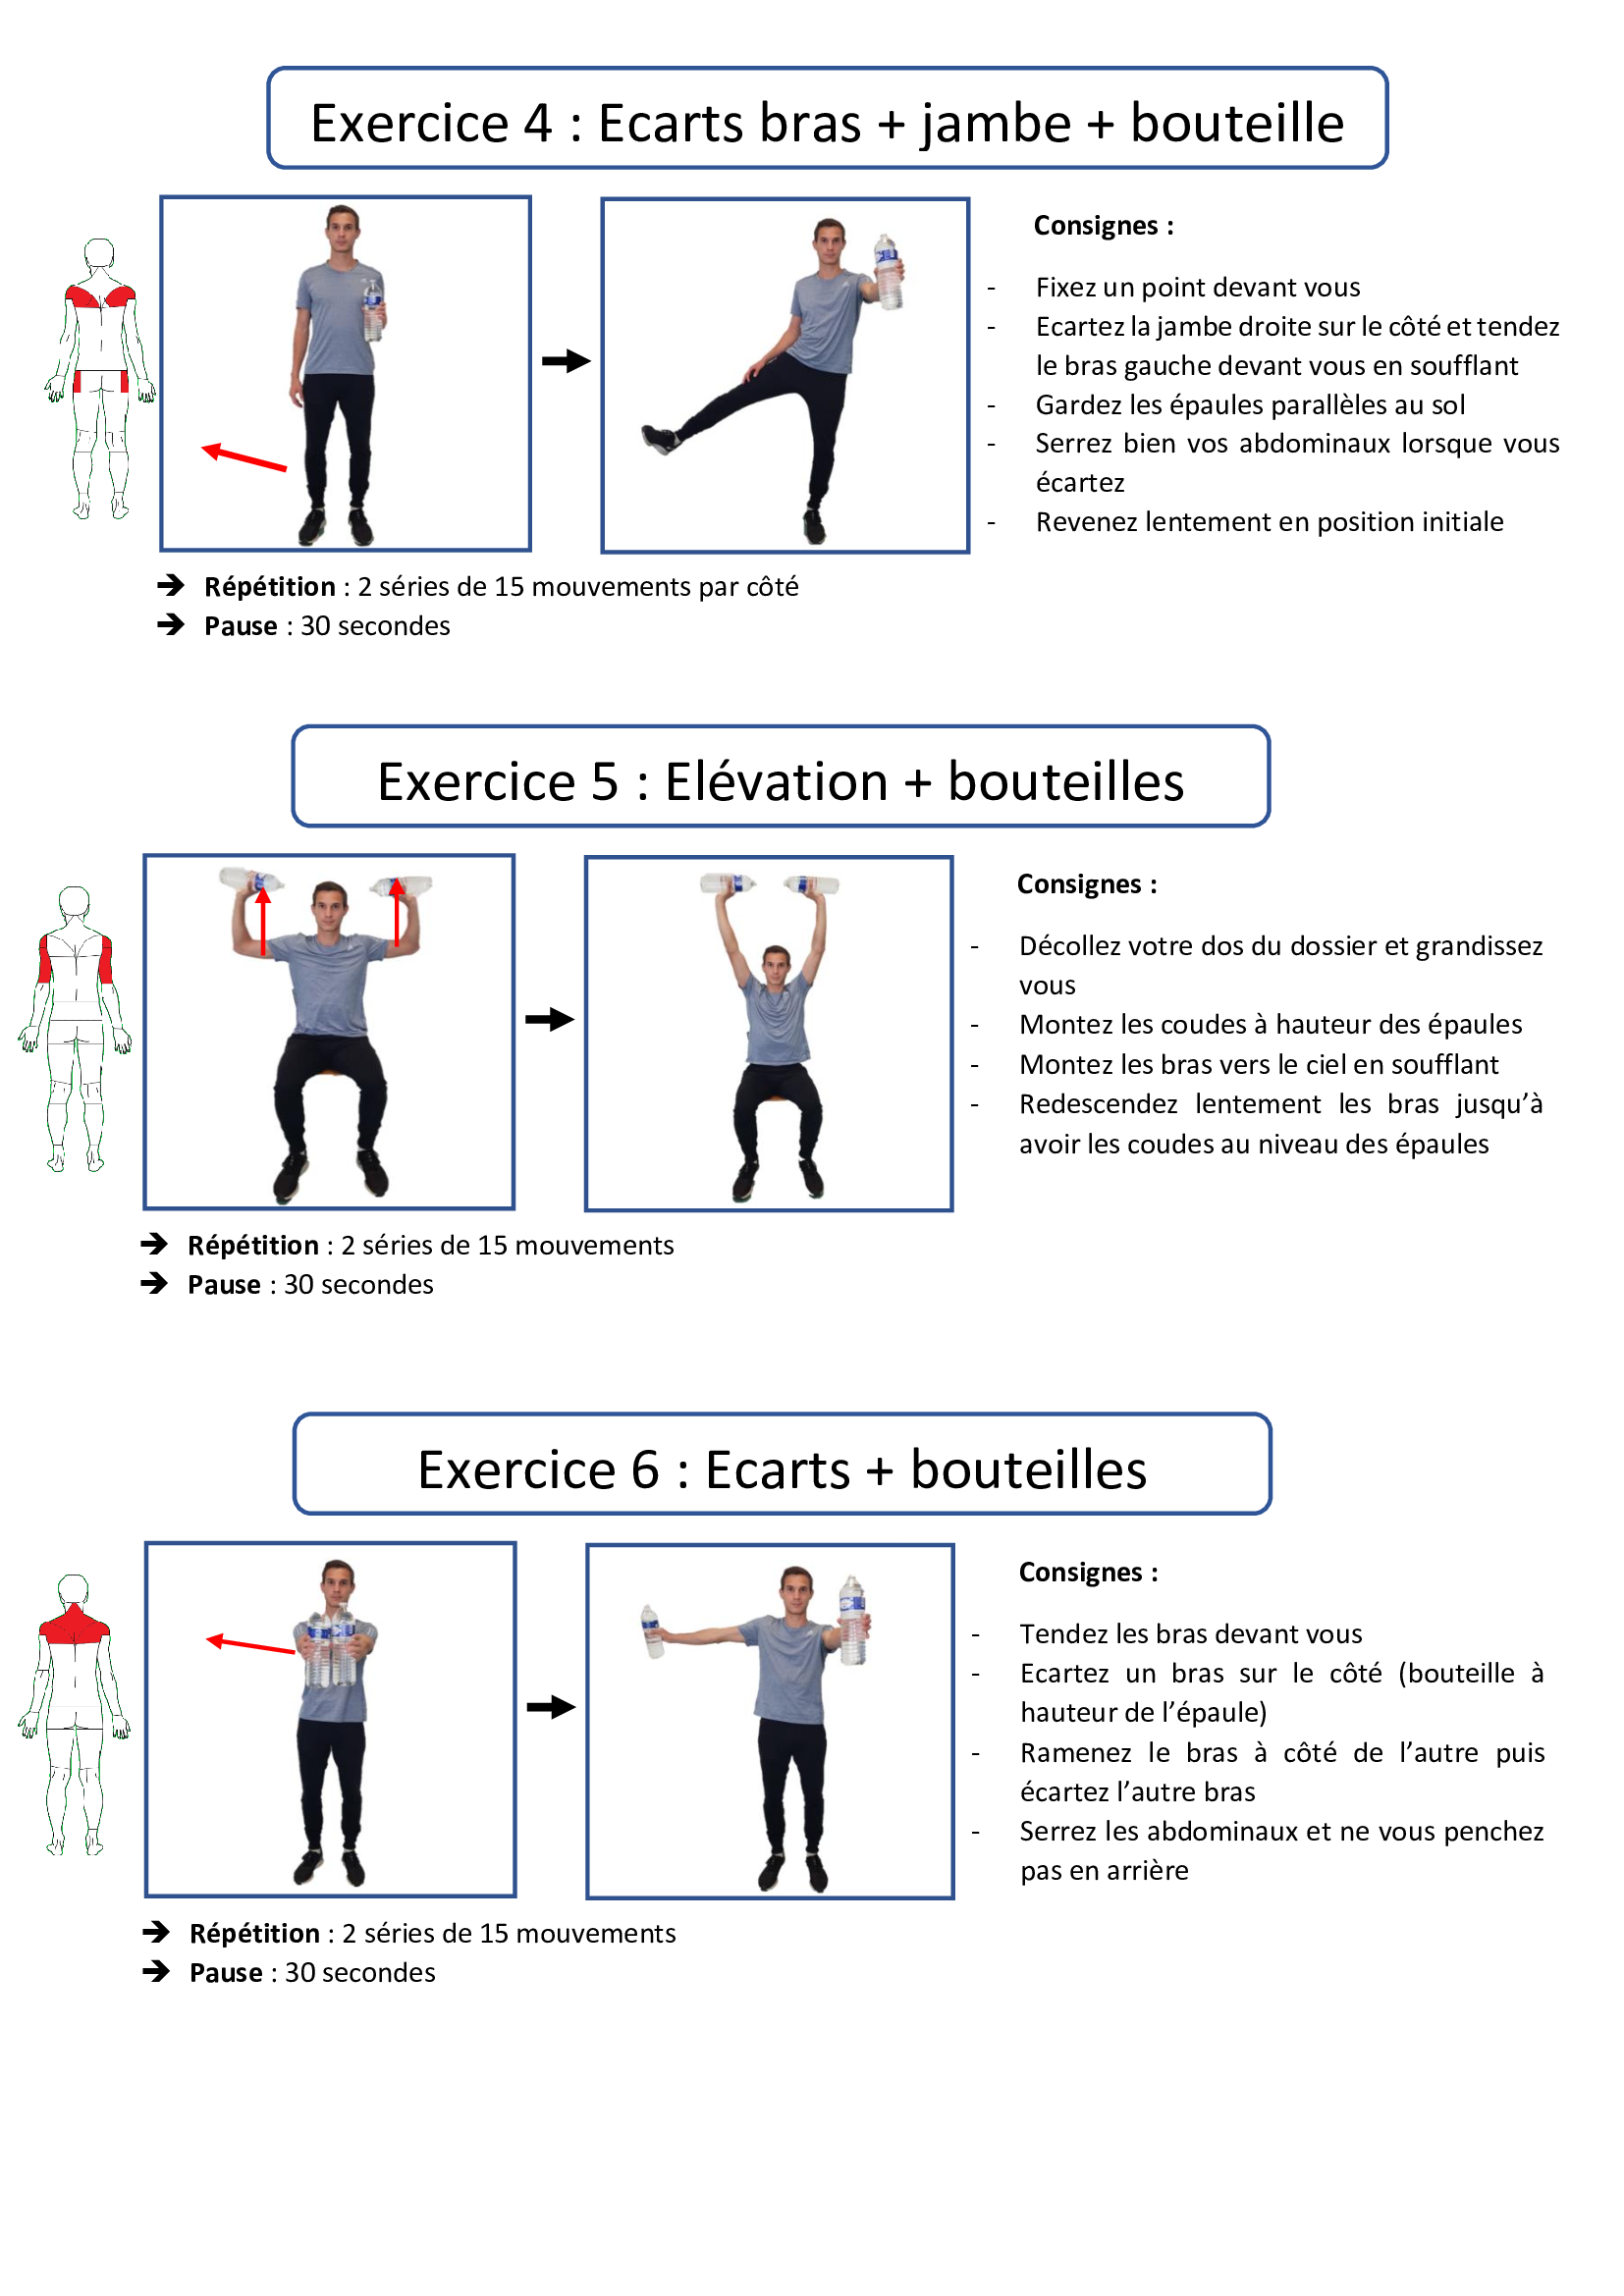 Exercice 4 : Ecarts bras + jambe + bouteille
Consignes :
- Fixez un point devant vous
- Ecartez la jambe droite sur le côté et tendez
le bras gauche devant vous en soufflant
- Gardez les épaules parallèles au sol
- Serrez bien vos abdominaux lorsque vous
écartez
- Revenez lentement en position initiale
➔ Répétition : 2 séries de 15 mouvements par côté
➔ Pause : 30 secondes
Exercice 5 : Elévation + bouteilles
Consignes :
- Décollez votre dos du dossier et grandissez
vous
- Montez les coudes à hauteur des épaules
- Montez les bras vers le ciel en soufflant
- Redescendez lentement les bras jusqu’à
avoir les coudes au niveau des épaules
➔ Répétition : 2 séries de 15 mouvements
➔ Pause : 30 secondes
Exercice 6 : Ecarts + bouteilles
Consignes :
- Tendez les bras devant vous
- Ecartez un bras sur le côté (bouteille à
hauteur de l’épaule)
- Ramenez le bras à côté de l’autre puis
écartez l’autre bras
- Serrez les abdominaux et ne vous penchez
pas en arrière
➔ Répétition : 2 séries de 15 mouvements
➔ Pause : 30 secondes